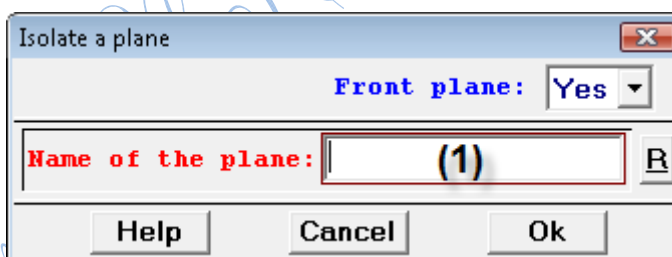 Isolate a plane
Front plane: Yes
Name of the plane: (1) R
Help Cancel Ok